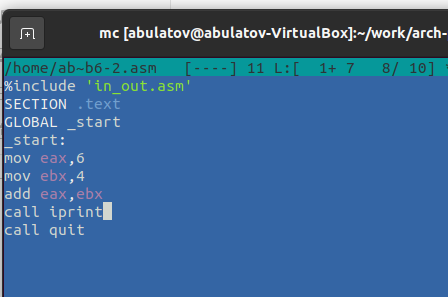 mc [abulatov@abulatov-VirtualBox]:~/work/arch-
/home/ab~b6-2.asm   [----] 11 L:[  1+ 7   8/ 10]
%include 'in_out.asm'
SECTION .text
GLOBAL _start
_start:
mov eax,6
mov ebx,4
add eax,ebx
call iprint
call quit